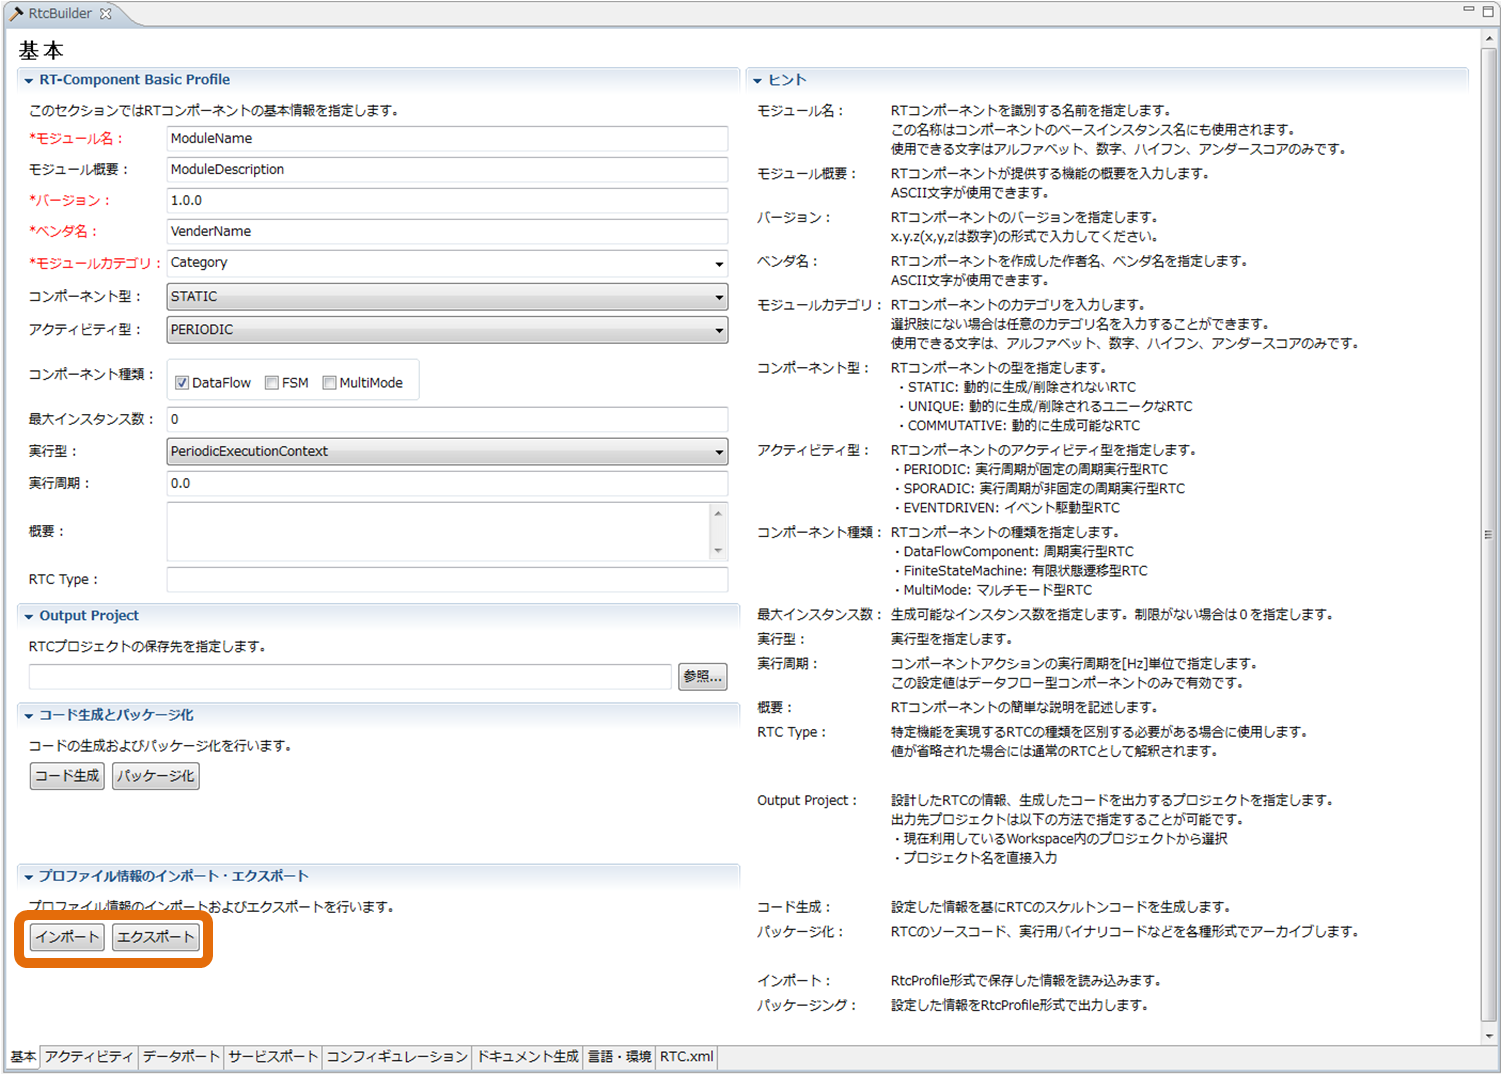 RtcBuilder
基本
RT-Component Basic Profile
このセクションではRTコンポーネントの基本情報を指定します。
*モジュール名： ModuleName
モジュール概要： ModuleDescription
*バージョン： 1.0.0
*ベンダ名： VenderName
*モジュールカテゴリ： Category
コンポーネント型： STATIC
アクティビティ型： PERIODIC
コンポーネント種類： DataFlow FSM MultiMode
最大インスタンス数： 0
実行型： PeriodicExecutionContext
実行周期： 0.0
概要：
RTC Type：
Output Project
RTCプロジェクトの保存先を指定します。
参照...
コード生成とパッケージ化
コードの生成およびパッケージ化を行います。
コード生成 パッケージ化
プロファイル情報のインポート・エクスポート
プロファイル情報のインポートおよびエクスポートを行います。
インポート エクスポート
ヒント
モジュール名： RTコンポーネントを識別する名前を指定します。
この名称はコンポーネントのベースインスタンス名にも使用されます。
使用できる文字はアルファベット、数字、ハイフン、アンダースコアのみです。
モジュール概要： RTコンポーネントが提供する機能の概要を入力します。
ASCII文字が使用できます。
バージョン： RTコンポーネントのバージョンを指定します。
x.y.z(x,y,zは数字)の形式で入力してください。
ベンダ名： RTコンポーネントを作成した作者名、ベンダ名を指定します。
ASCII文字が使用できます。
モジュールカテゴリ： RTコンポーネントのカテゴリを入力します。
選択肢にない場合は任意のカテゴリ名を入力することができます。
使用できる文字は、アルファベット、数字、ハイフン、アンダースコアのみです。
コンポーネント型： RTコンポーネントの型を指定します。
・STATIC: 動的に生成/削除されないRTC
・UNIQUE: 動的に生成/削除されるユニークなRTC
・COMMUTATIVE: 動的に生成可能なRTC
アクティビティ型： RTコンポーネントのアクティビティ型を指定します。
・PERIODIC: 実行周期が固定の周期実行型RTC
・SPORADIC: 実行周期が非固定の周期実行型RTC
・EVENTDRIVEN: イベント駆動型RTC
コンポーネント種類： RTコンポーネントの種類を指定します。
・DataFlowComponent: 周期実行型RTC
・FiniteStateMachine: 有限状態遷移型RTC
・MultiMode: マルチモード型RTC
最大インスタンス数： 生成可能なインスタンス数を指定します。制限がない場合は０を指定します。
実行型： 実行型を指定します。
実行周期： コンポーネントアクションの実行周期を[Hz]単位で指定します。
この設定値はデータフロー型コンポーネントのみで有効です。
概要： RTコンポーネントの簡単な説明を記述します。
RTC Type： 特定機能を実現するRTCの種類を区別する必要がある場合に使用します。
値が省略された場合には通常のRTCとして解釈されます。
Output Project： 設計したRTCの情報、生成したコードを出力するプロジェクトを指定します。
出力先プロジェクトは以下の方法で指定することが可能です。
・現在利用しているWorkspace内のプロジェクトから選択
・プロジェクト名を直接入力
コード生成： 設定した情報を基にRTCのスケルトンコードを生成します。
パッケージ化： RTCのソースコード、実行用バイナリコードなどを各種形式でアーカイブします。
インポート： RtcProfile形式で保存した情報を読み込みます。
パッケージング： 設定した情報をRtcProfile形式で出力します。
基本 アクティビティ データポート サービスポート コンフィギュレーション ドキュメント生成 言語・環境 RTC.xml